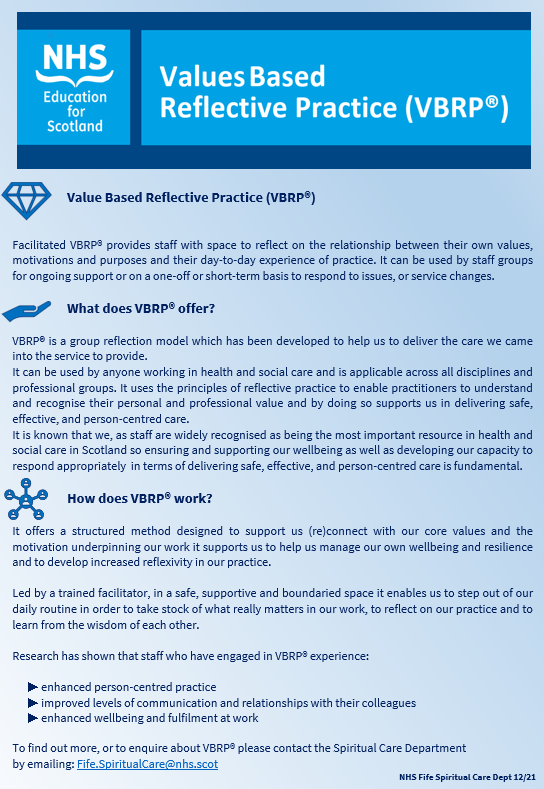 NHS
Education
for
Scotland
Values Based
Reflective Practice (VBRP®)
Value Based Reflective Practice (VBRP®)
Facilitated VBRP® provides staff with space to reflect on the relationship between their own values,
motivations and purposes and their day-to-day experience of practice. It can be used by staff groups
for ongoing support or on a one-off or short-term basis to respond to issues, or service changes.
What does VBRP® offer?
VBRP® is a group reflection model which has been developed to help us to deliver the care we came
into the service to provide.
It can be used by anyone working in health and social care and is applicable across all disciplines and
professional groups. It uses the principles of reflective practice to enable practitioners to understand
and recognise their personal and professional value and by doing so supports us in delivering safe,
effective, and person-centred care.
It is known that we, as staff are widely recognised as being the most important resource in health and
social care in Scotland so ensuring and supporting our wellbeing as well as developing our capacity to
respond appropriately in terms of delivering safe, effective, and person-centred care is fundamental.
How does VBRP® work?
It offers a structured method designed to support us (re)connect with our core values and the
motivation underpinning our work it supports us to help us manage our own wellbeing and resilience
and to develop increased reflexivity in our practice.
Led by a trained facilitator, in a safe, supportive and boundaried space it enables us to step out of our
daily routine in order to take stock of what really matters in our work, to reflect on our practice and to
learn from the wisdom of each other.
Research has shown that staff who have engaged in VBRP® experience:
▶ enhanced person-centred practice
▶ improved levels of communication and relationships with their colleagues
▶ enhanced wellbeing and fulfilment at work
To find out more, or to enquire about VBRP® please contact the Spiritual Care Department
by emailing: Fife.SpiritualCare@nhs.scot
NHS Fife Spiritual Care Dept 12/21